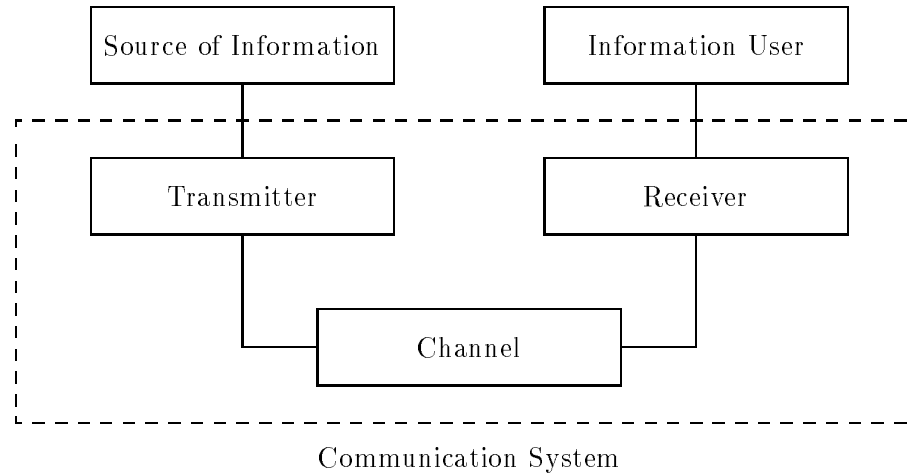 Source of Information
Information User
Transmitter
Receiver
Channel
Communication System